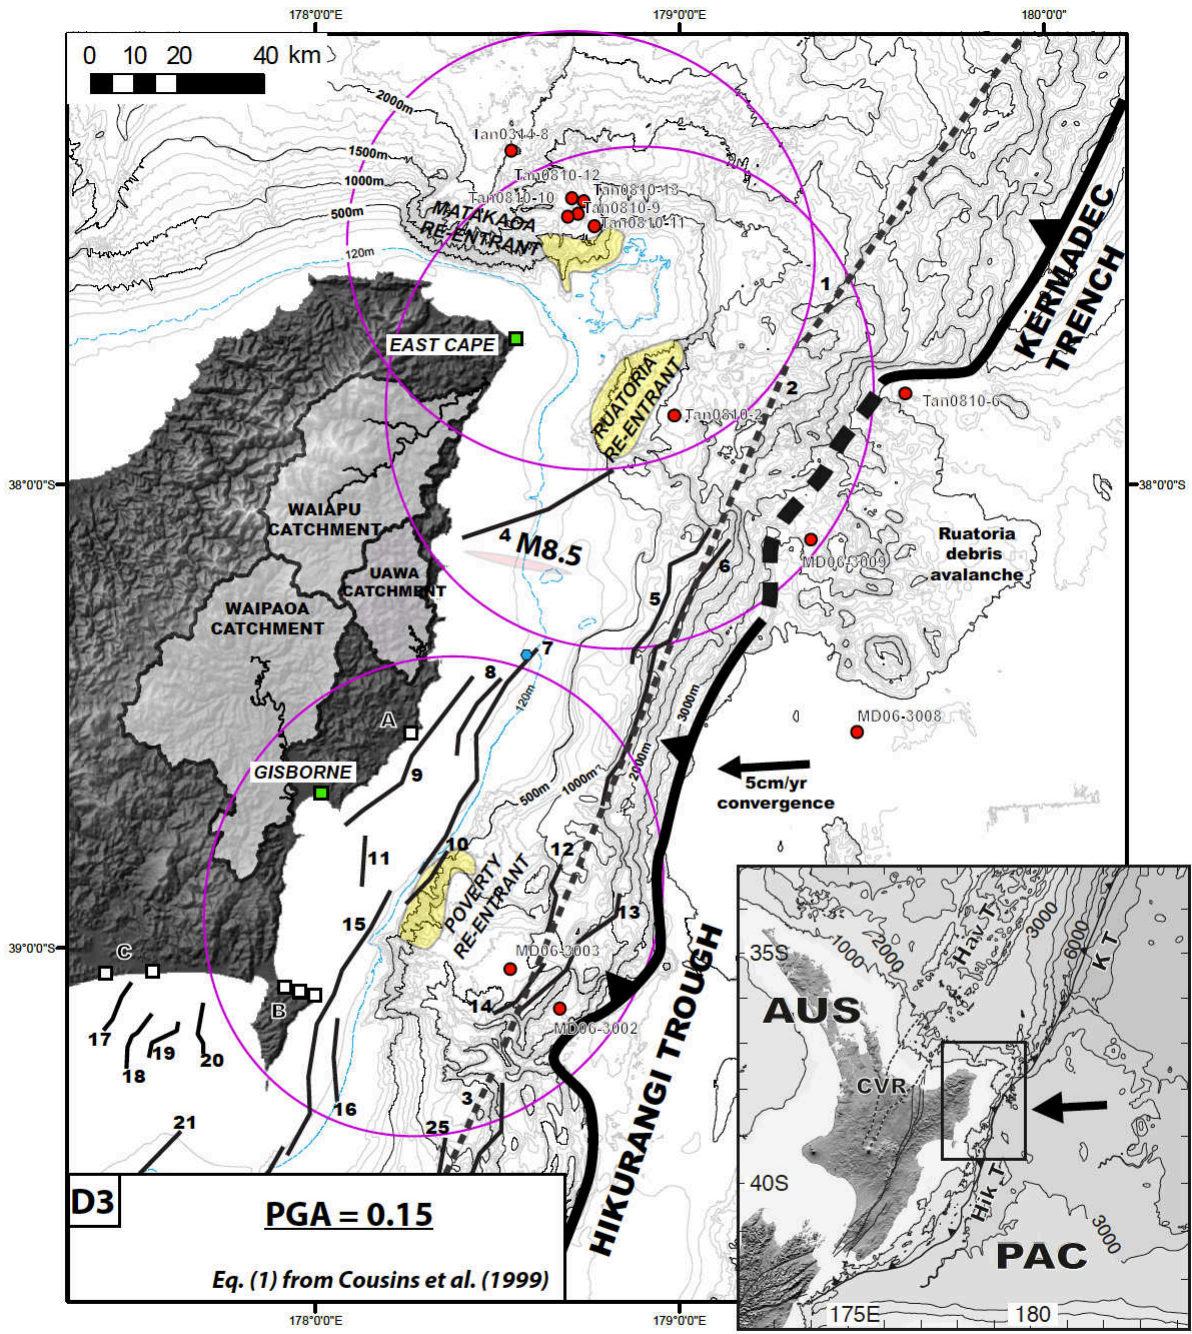 178°0'0"E
179°0'0"E
180°0'0"
0 10 20 40 km
2000m
1500m
1000m
500m
120m
Tan0314-8
Tan0810-12
Tan0810-13
Tan0810-10
Tan0810-9
Tan0810-11
MATAKAOA
RE-ENTRANT
KERMADEC
TRENCH
1
EAST CAPE
2
RUATORIA
RE-ENTRANT
Tan0810-2
Tan0810-6
38°0'0"S
38°0'0"S
WAIAPU
CATCHMENT
4
M8.5
6
MD06-3009
Ruatoria
debris
avalanche
UAWA
CATCHMENT
WAIPAOA
CATCHMENT
5
7
8
120m
3000m
MD06-3008
A
2000m
GISBORNE
9
1000m
500m
5cm/yr
convergence
11
10
12
POVERTY
RE-ENTRANT
15
13
39°0'0"S
C
MD06-3003
14
B
MD06-3002
HIKURANGI TROUGH
17
18
19
20
16
3
21
25
D3
PGA = 0.15
Eq. (1) from Cousins et al. (1999)
35S
1000
2000
Hav T
3000
6000
K T
AUS
CVR
40S
Hik T
3000
PAC
175E
180
178°0'0"E
179°0'0"E